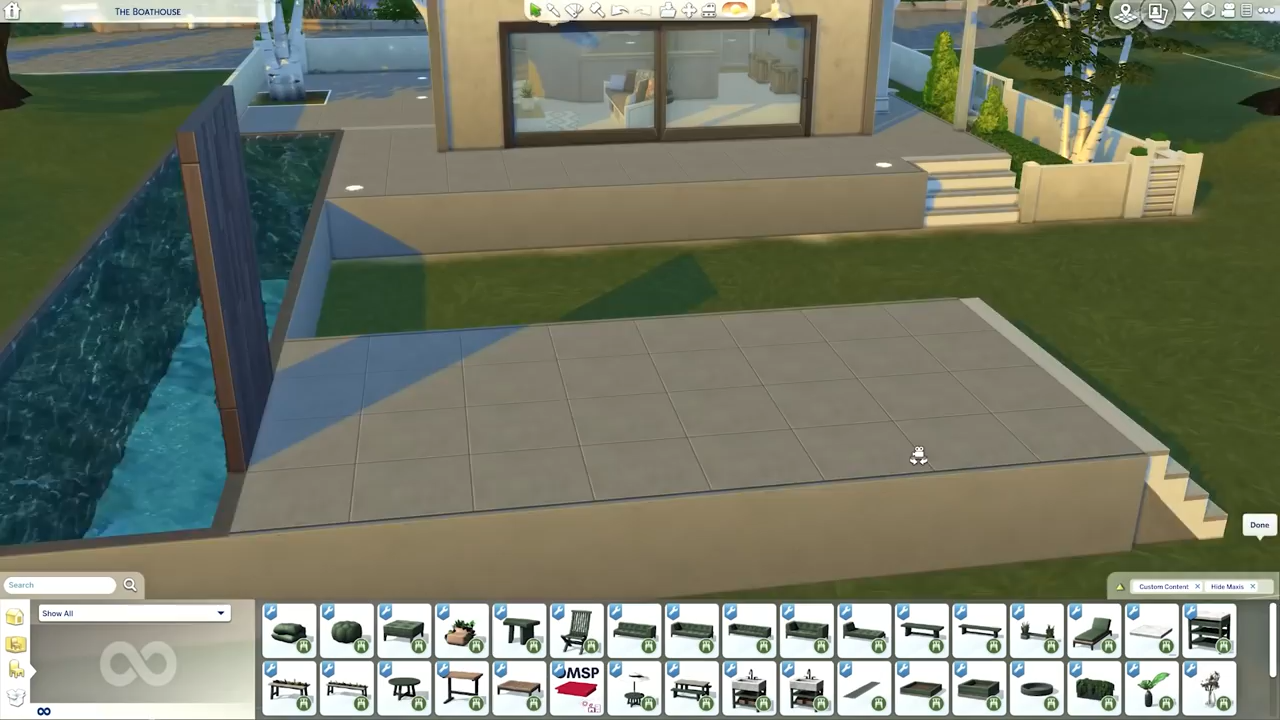 The Boathouse
Done
Search
Custom Content X
Hide Maxis X
Show All
MSP